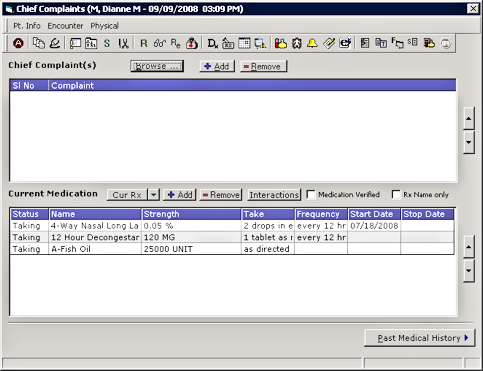 Chief Complaints (M, Dianne M - 09/09/2008 03:09 PM)
Pt. Info Encounter Physical
Chief Complaint(s) Browse ... Add Remove
SI No Complaint
Current Medication Cur Rx Add Remove Interactions Medication Verified Rx Name only
Status Name Strength Take Frequency Start Date Stop Date
Taking 4-Way Nasal Long La 0.05 % 2 drops in e every 12 hr 07/18/2008
Taking 12 Hour Decongestar 120 MG 1 tablet as r every 12 hr
Taking A-Fish Oil 25000 UNIT as directed
Past Medical History